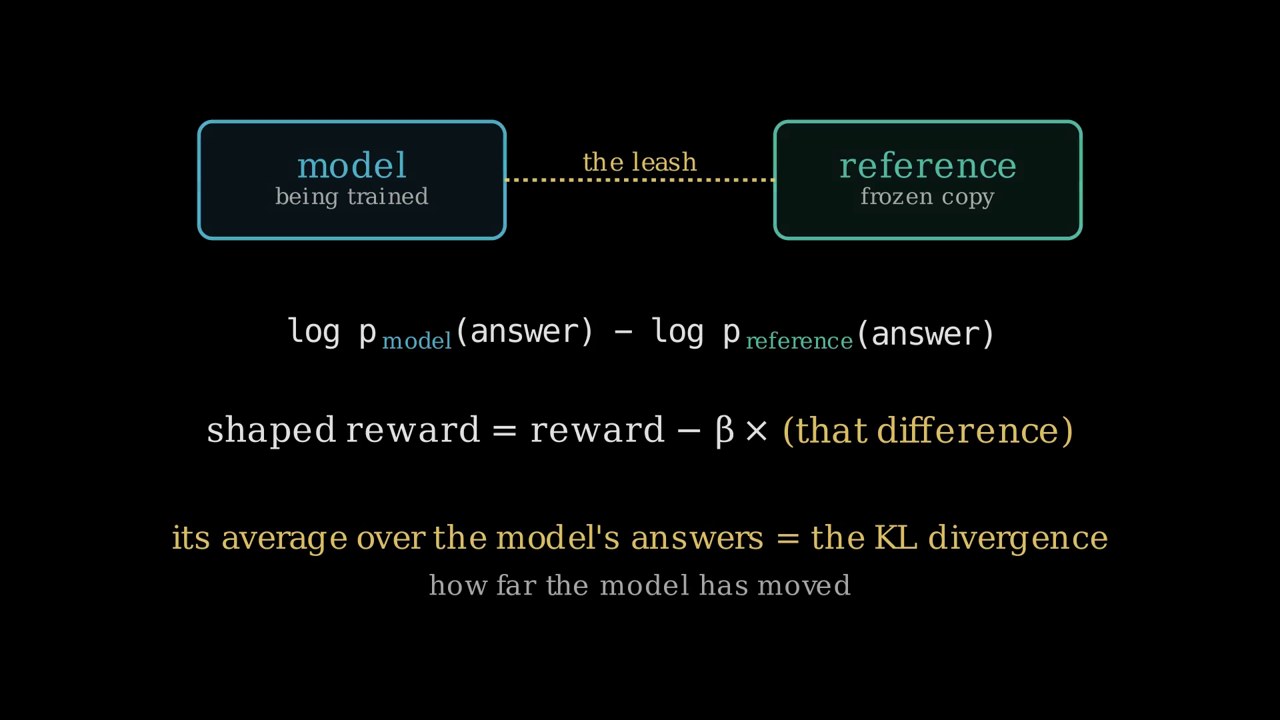 model
being trained
the leash
reference
frozen copy
log p model(answer) − log p reference(answer)
shaped reward = reward − β × (that difference)
its average over the model's answers = the KL divergence
how far the model has moved